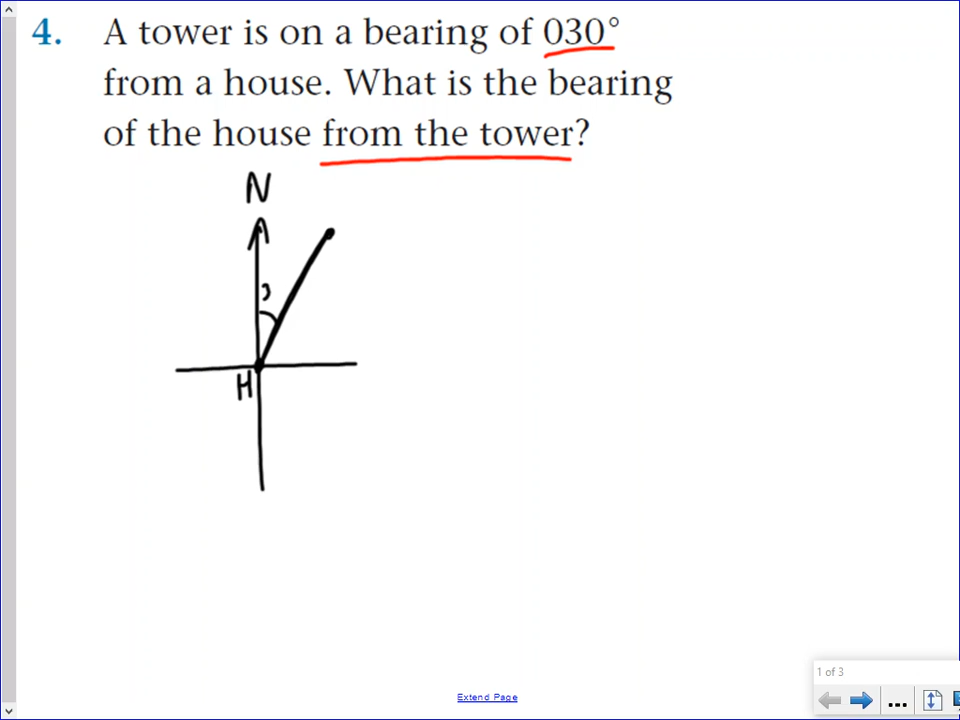 4. A tower is on a bearing of 030°
from a house. What is the bearing
of the house from the tower?
N
3
H
Extend Page
1 of 3